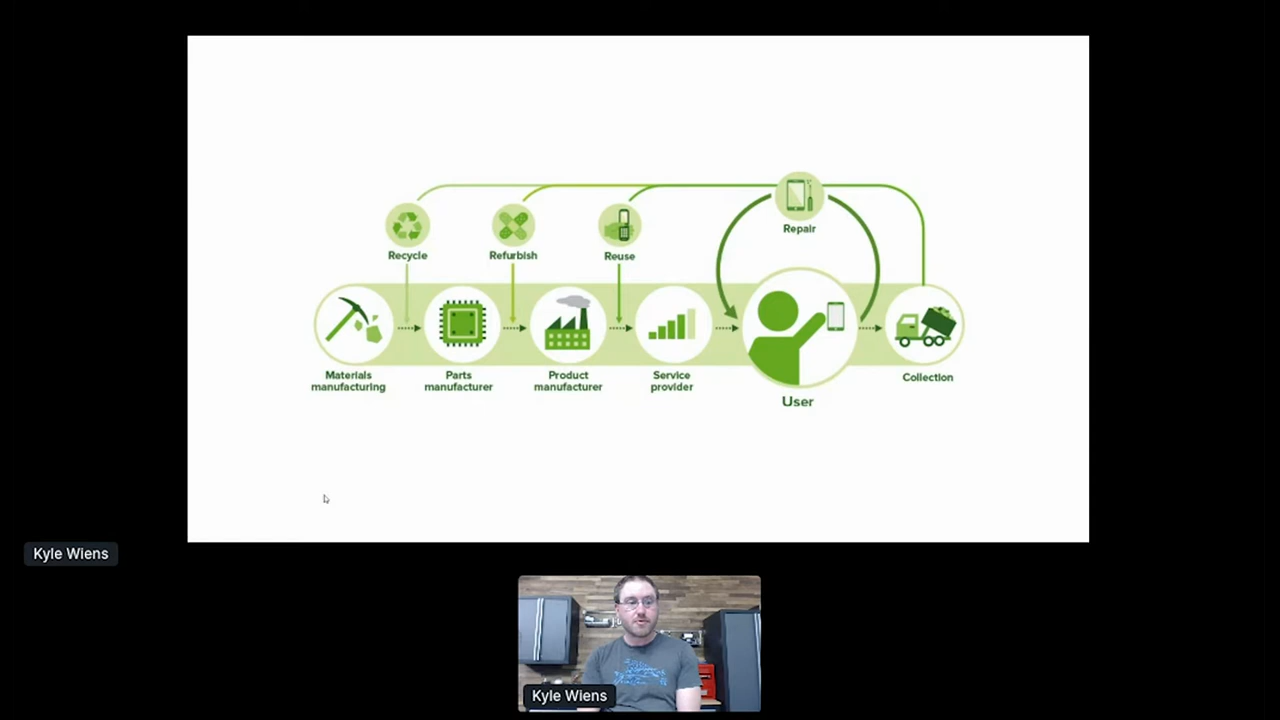 Repair
Recycle
Refurbish
Reuse
Materials
manufacturing
Parts
manufacturer
Product
manufacturer
Service
provider
User
Collection
Kyle Wiens
Kyle Wiens